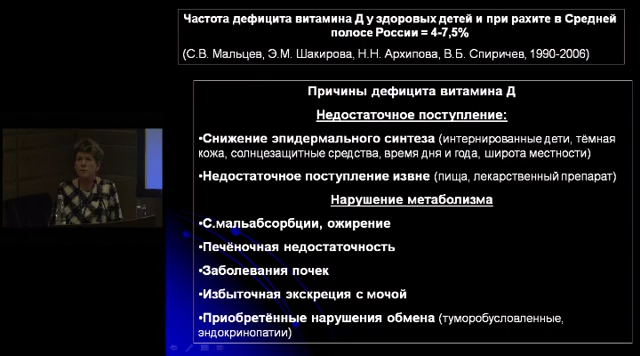 Частота дефицита витамина Д у здоровых детей и при рахите в Средней
полосе России = 4-7,5%
(С.В. Мальцев, Э.М. Шакирова, Н.Н. Архипова, В.Б. Спиричев, 1990-2006)
Причины дефицита витамина Д
Недостаточное поступление:
•Снижение эпидермального синтеза (интернированные дети, тёмная
кожа, солнцезащитные средства, время дня и года, широта местности)
•Недостаточное поступление извне (пища, лекарственный препарат)
Нарушение метаболизма
•С.мальабсорбции, ожирение
•Печёночная недостаточность
•Заболевания почек
•Избыточная экскреция с мочой
•Приобретённые нарушения обмена (туморобусловленные,
эндокринопатии)